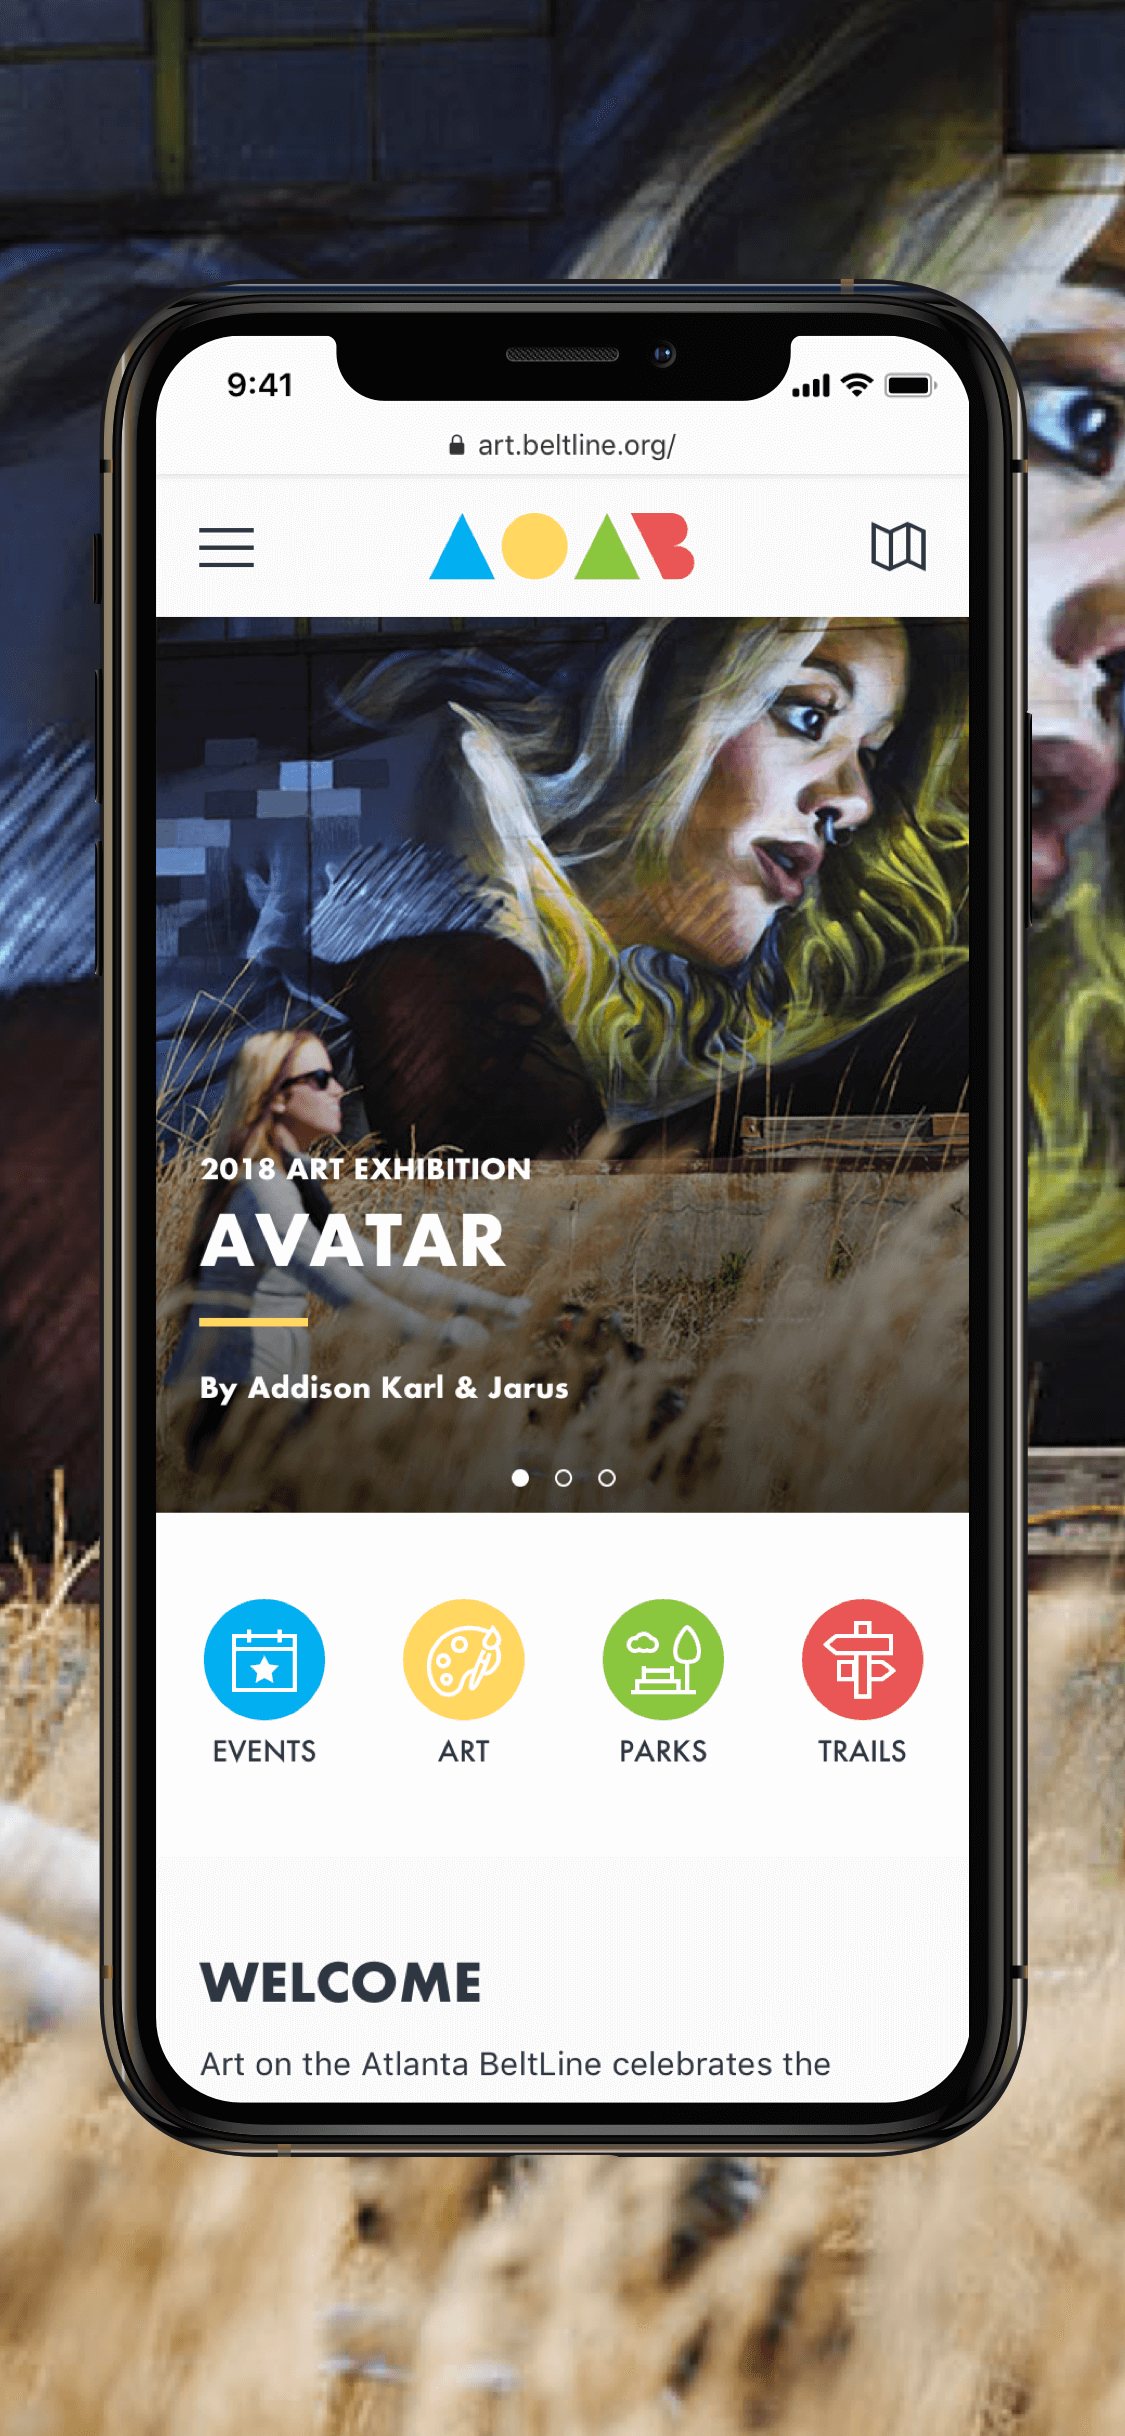 9:41
art.beltline.org/
AOAB
2018 ART EXHIBITION
AVATAR
By Addison Karl & Jarus
EVENTS
ART
PARKS
TRAILS
WELCOME
Art on the Atlanta BeltLine celebrates the